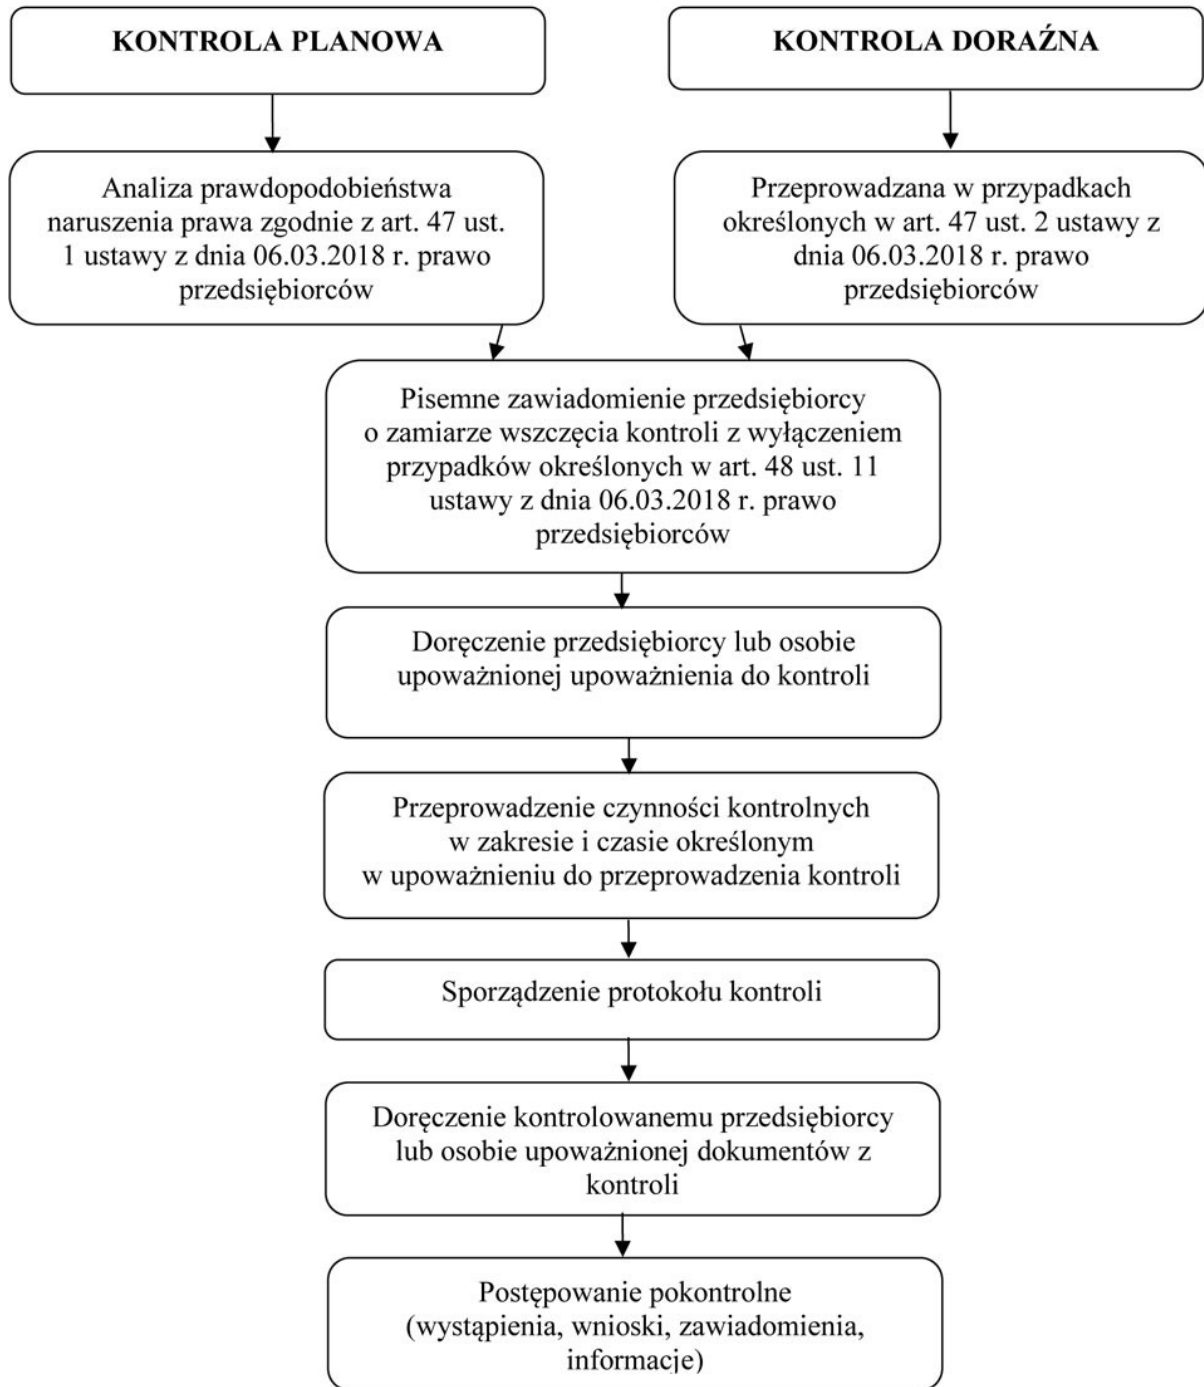 KONTROLA PLANOWA
KONTROLA DORAŹNA
Analiza prawdopodobieństwa
naruszenia prawa zgodnie z art. 47 ust.
1 ustawy z dnia 06.03.2018 r. prawo
przedsiębiorców
Przeprowadzana w przypadkach
określonych w art. 47 ust. 2 ustawy z
dnia 06.03.2018 r. prawo
przedsiębiorców
Pisemne zawiadomienie przedsiębiorcy
o zamiarze wszczęcia kontroli z wyłączeniem
przypadków określonych w art. 48 ust. 11
ustawy z dnia 06.03.2018 r. prawo
przedsiębiorców
Doręczenie przedsiębiorcy lub osobie
upoważnionej upoważnienia do kontroli
Przeprowadzenie czynności kontrolnych
w zakresie i czasie określonym
w upoważnieniu do przeprowadzenia kontroli
Sporządzenie protokołu kontroli
Doręczenie kontrolowanemu przedsiębiorcy
lub osobie upoważnionej dokumentów z
kontroli
Postępowanie pokontrolne
(wystąpienia, wnioski, zawiadomienia,
informacje)